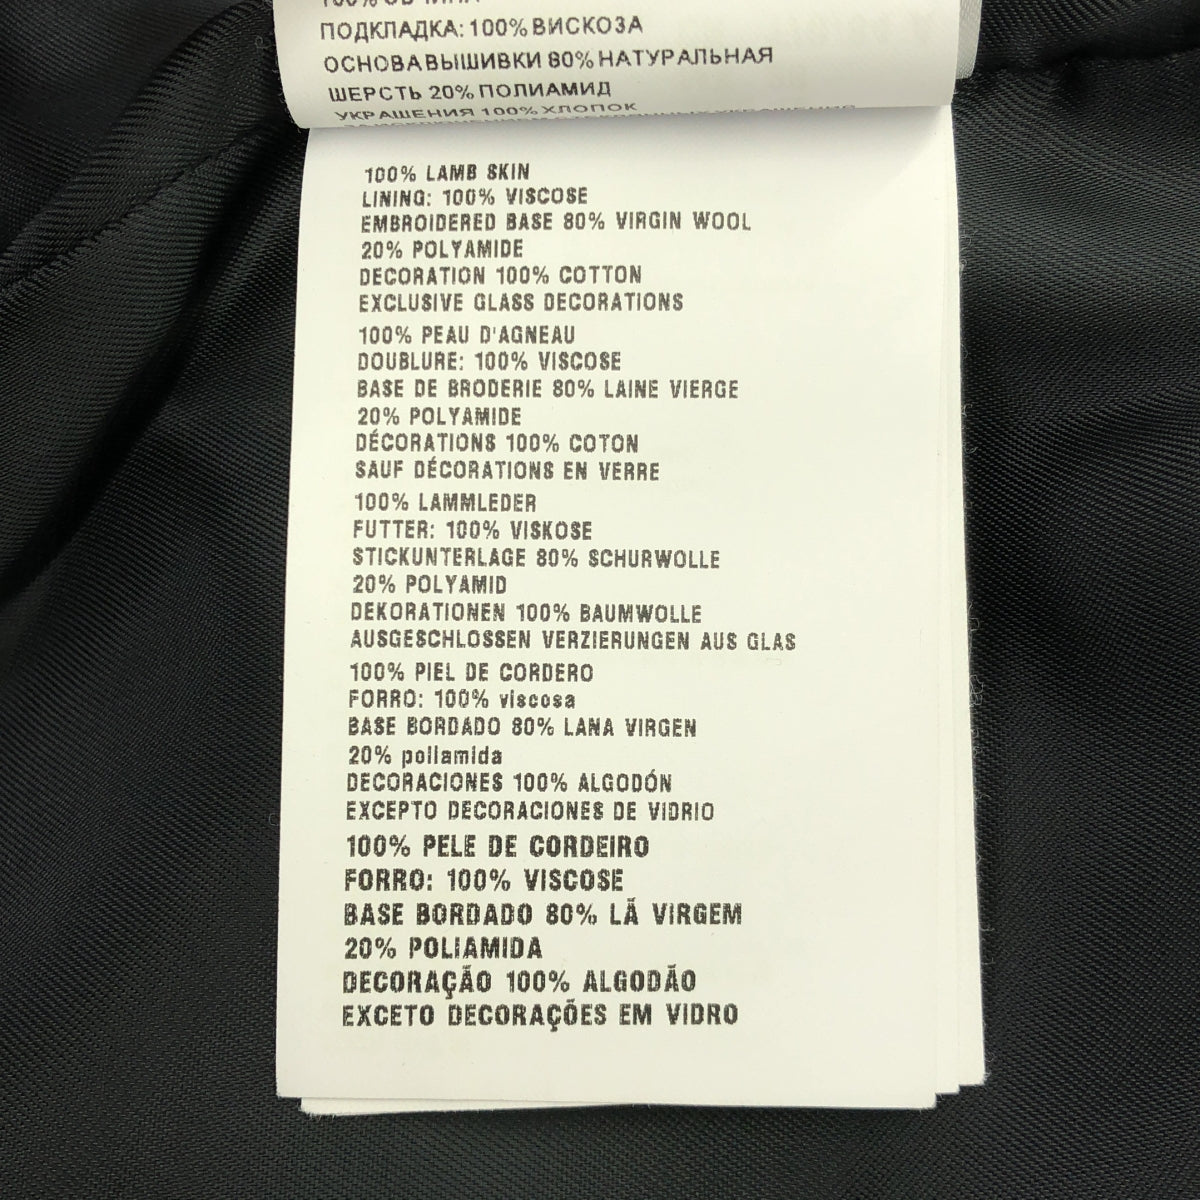 ПОДКЛАДКА: 100% ВИСКОЗА
ОСНОВА ВЫШИВКИ 80% НАТУРАЛЬНАЯ
ШЕРСТЬ 20% ПОЛИАМИД
УКРАШЕНИЯ 100% ХЛОПОК
100% LAMB SKIN
LINING: 100% VISCOSE
EMBROIDERED BASE 80% VIRGIN WOOL
20% POLYAMIDE
DECORATION 100% COTTON
EXCLUSIVE GLASS DECORATIONS
100% PEAU D'AGNEAU
DOUBLURE: 100% VISCOSE
BASE DE BRODERIE 80% LAINE VIERGE
20% POLYAMIDE
DÉCORATIONS 100% COTON
SAUF DÉCORATIONS EN VERRE
100% LAMMLEDER
FUTTER: 100% VISKOSE
STICKUNTERLAGE 80% SCHURWOLLE
20% POLYAMID
DEKORATIONEN 100% BAUMWOLLE
AUSGESCHLOSSEN VERZIERUNGEN AUS GLAS
100% PIEL DE CORDERO
FORRO: 100% viscosa
BASE BORDADO 80% LANA VIRGEN
20% poliamida
DECORACIONES 100% ALGODÓN
EXCEPTO DECORACIONES DE VIDRIO
100% PELE DE CORDEIRO
FORRO: 100% VISCOSE
BASE BORDADO 80% LÃ VIRGEM
20% POLIAMIDA
DECORAÇÃO 100% ALGODÃO
EXCETO DECORAÇÕES EM VIDRO